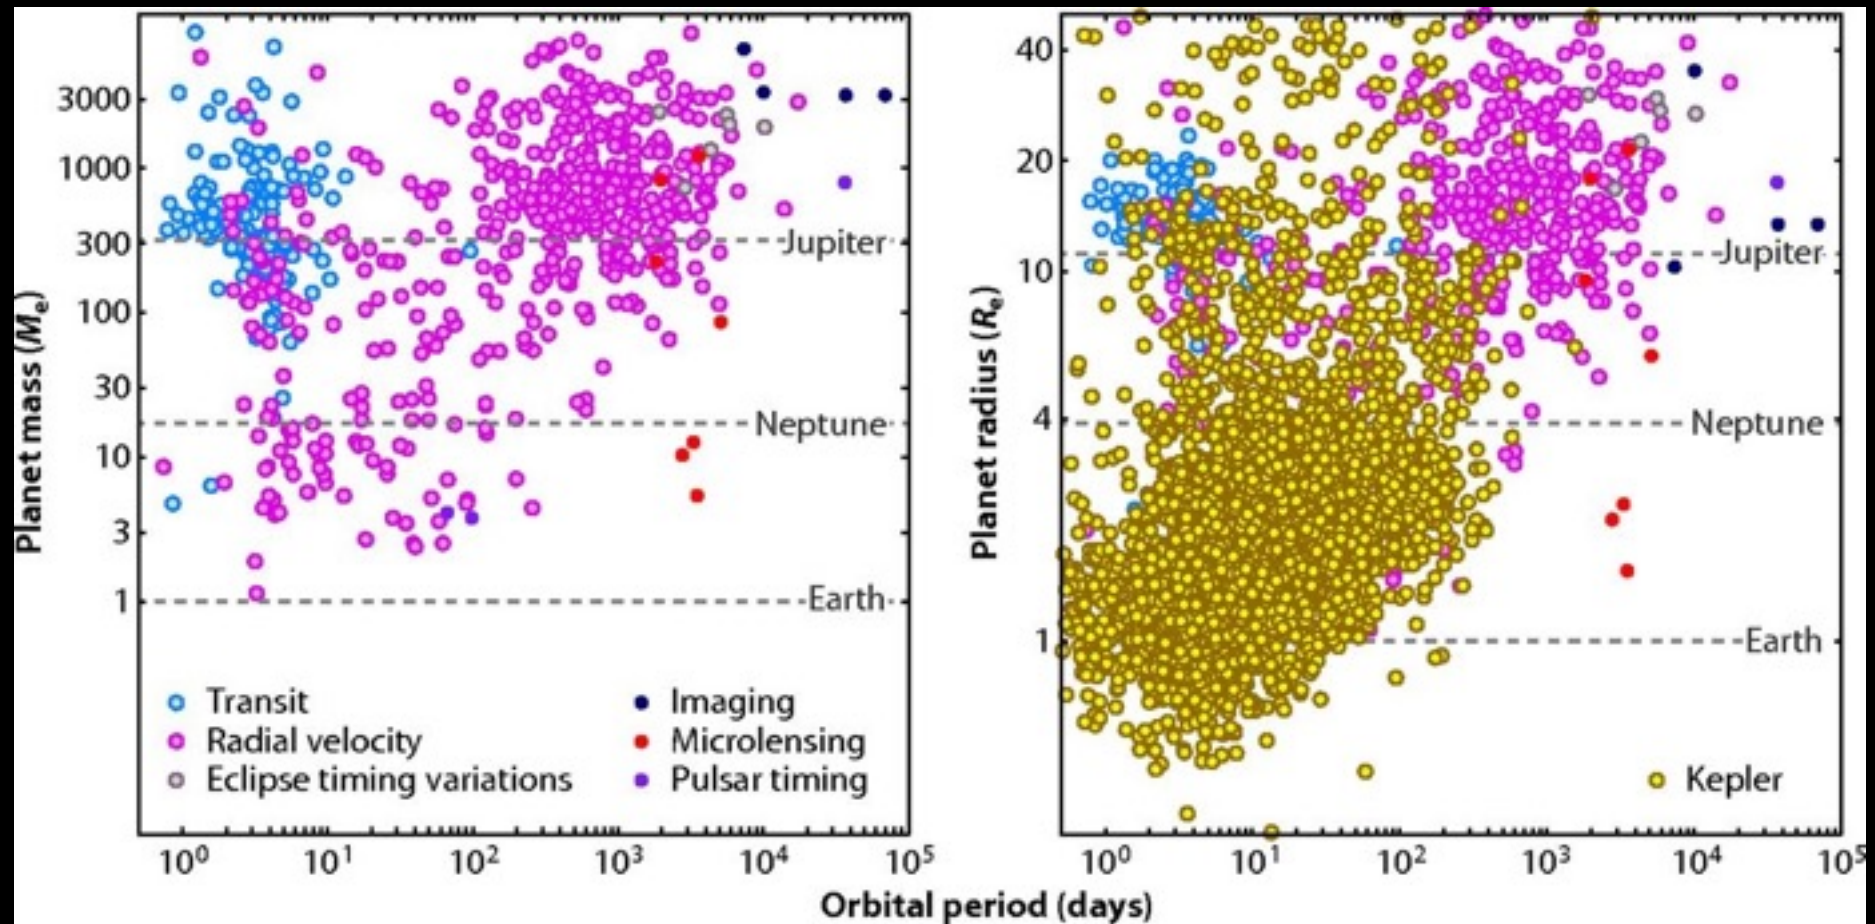 Planet mass (Mₑ)
3000
1000
300
100
30
10
3
1
Jupiter
Neptune
Earth
Transit
Radial velocity
Eclipse timing variations
Imaging
Microlensing
Pulsar timing
10⁰ 10¹ 10² 10³ 10⁴ 10⁵
Planet radius (Rₑ)
40
20
10
4
1
Jupiter
Neptune
Earth
Kepler
10⁰ 10¹ 10² 10³ 10⁴ 10⁵
Orbital period (days)